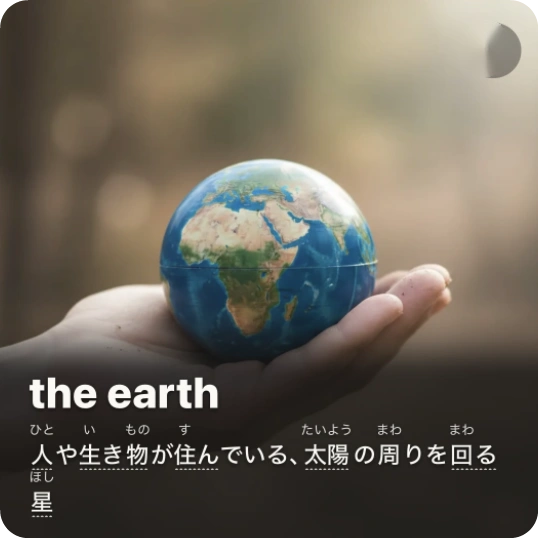 the earth
ひと い もの す たいよう まわ まわ
人や生き物が住んでいる、太陽の周りを回る
ほし
星